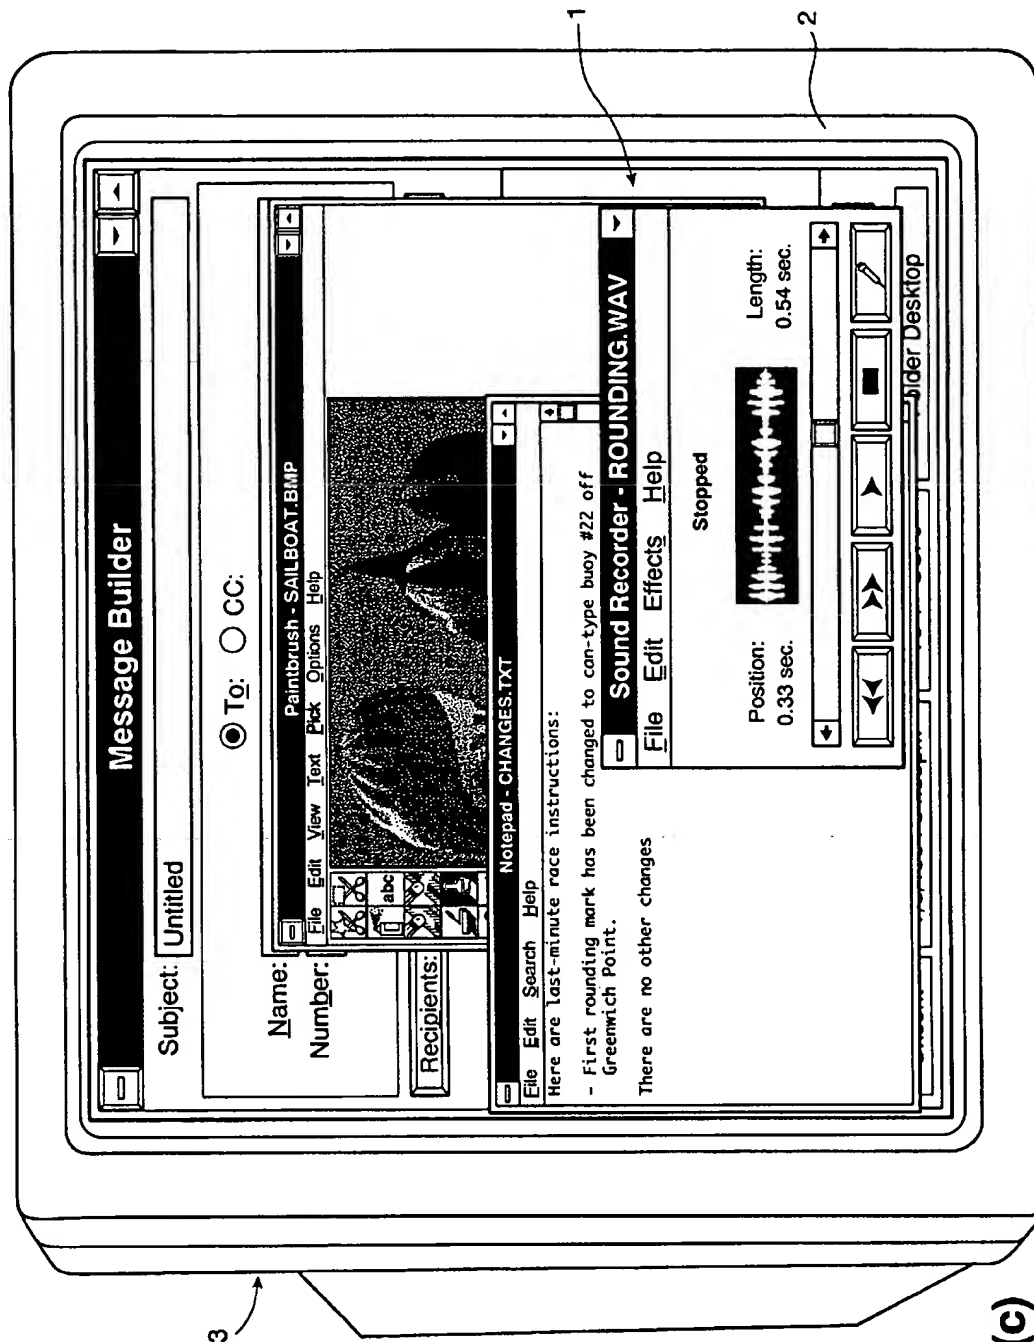 Message Builder
Subject: Untitled
To: CC:
Name:
Number:
Recipients:
Paintbrush - SAILBOAT.BMP
File Edit View Text Pick Options Help
abc
Notepad - CHANGES.TXT
File Edit Search Help
Here are last-minute race instructions:
- First rounding mark has been changed to can-type buoy #22 off
Greenwich Point.
There are no other changes
Sound Recorder - ROUNDING.WAV
File Edit Effects Help
Stopped
Position:
0.33 sec.
Length:
0.54 sec.
Desktop
1
2
3
(c)